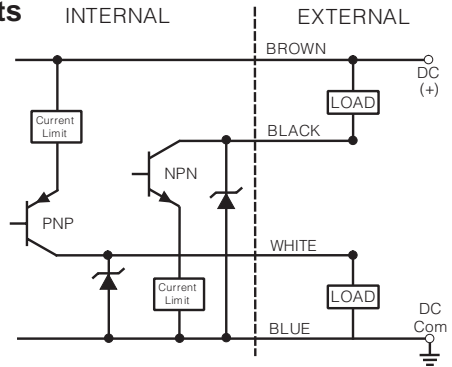 ts
INTERNAL
EXTERNAL
BROWN
DC
(+)
Current
Limit
LOAD
BLACK
NPN
PNP
WHITE
Current
Limit
LOAD
DC
Com
BLUE